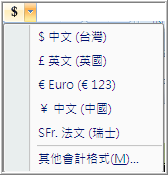 $
$ 中文 (台灣)
£ 英文 (英國)
€ Euro (€ 123)
￥ 中文 (中國)
SFr. 法文 (瑞士)
其他會計格式(M)...